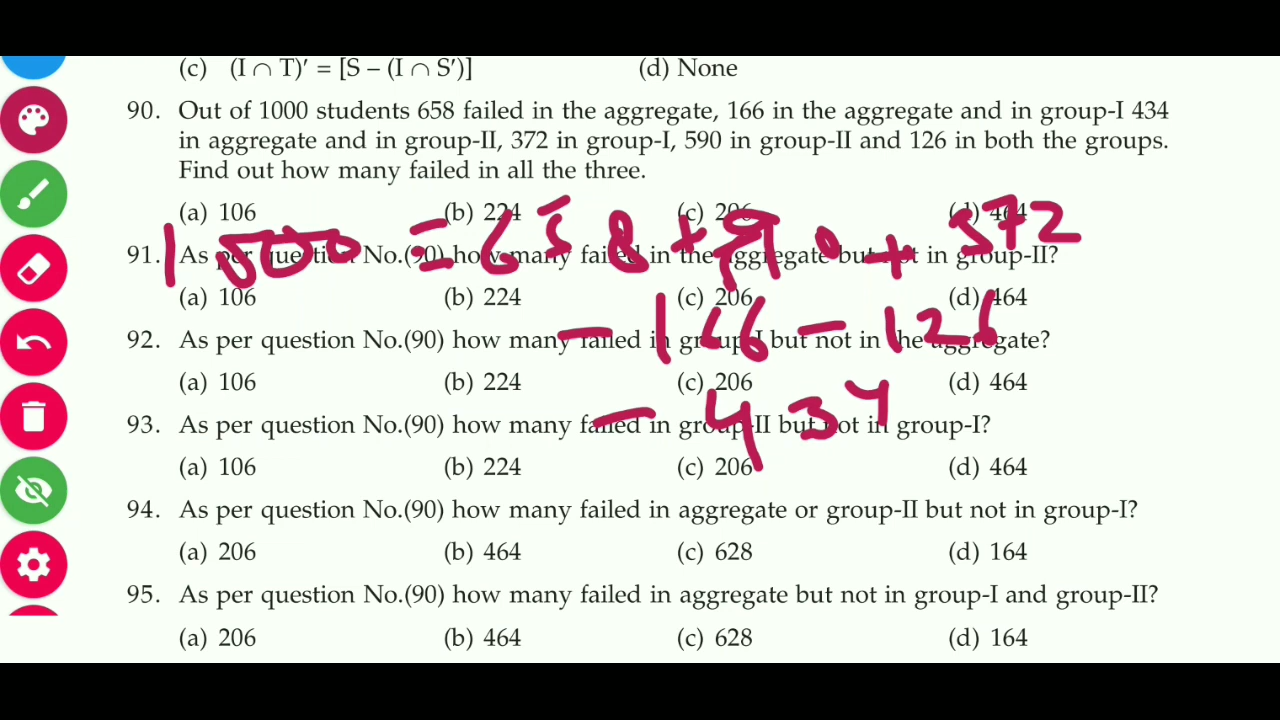 (c) (I ∩ T)′ = [S – (I ∩ S′)] (d) None
90. Out of 1000 students 658 failed in the aggregate, 166 in the aggregate and in group-I 434
in aggregate and in group-II, 372 in group-I, 590 in group-II and 126 in both the groups.
Find out how many failed in all the three.
(a) 106 (b) 224 (c) 206 (d) 464
1000 = 658 + 590 + 372
91. As per question No.(90) how many failed in the aggregate but not in group-II?
(a) 106 (b) 224 (c) 206 (d) 464
– 166 – 126
92. As per question No.(90) how many failed in group-I but not in the aggregate?
(a) 106 (b) 224 (c) 206 (d) 464
– 434
93. As per question No.(90) how many failed in group-II but not in group-I?
(a) 106 (b) 224 (c) 206 (d) 464
94. As per question No.(90) how many failed in aggregate or group-II but not in group-I?
(a) 206 (b) 464 (c) 628 (d) 164
95. As per question No.(90) how many failed in aggregate but not in group-I and group-II?
(a) 206 (b) 464 (c) 628 (d) 164